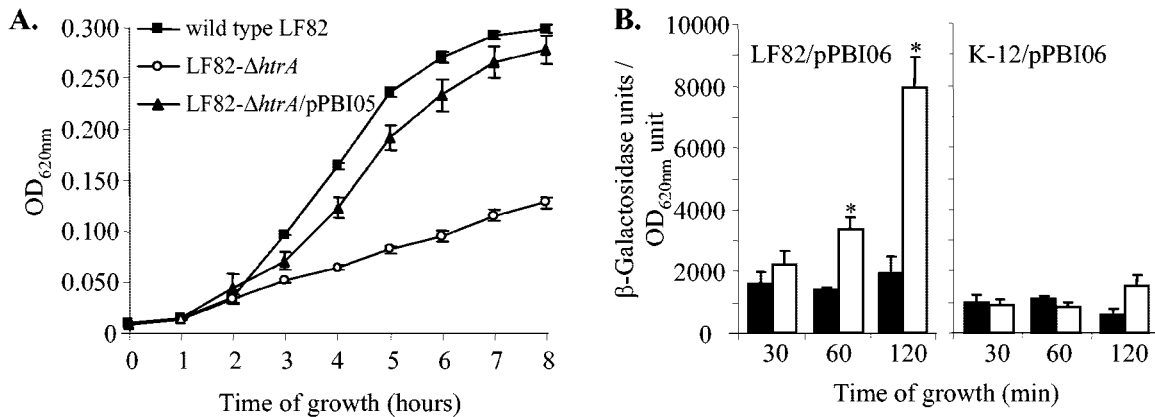 A.
0.300
0.250
0.200
0.150
0.100
0.050
0
OD620nm
wild type LF82
LF82-ΔhtrA
LF82-ΔhtrA/pPBI05
0 1 2 3 4 5 6 7 8
Time of growth (hours)
B.
β-Galactosidase units /
OD620nm unit
10000
8000
6000
4000
2000
0
LF82/pPBI06
K-12/pPBI06
*
*
30 60 120
30 60 120
Time of growth (min)